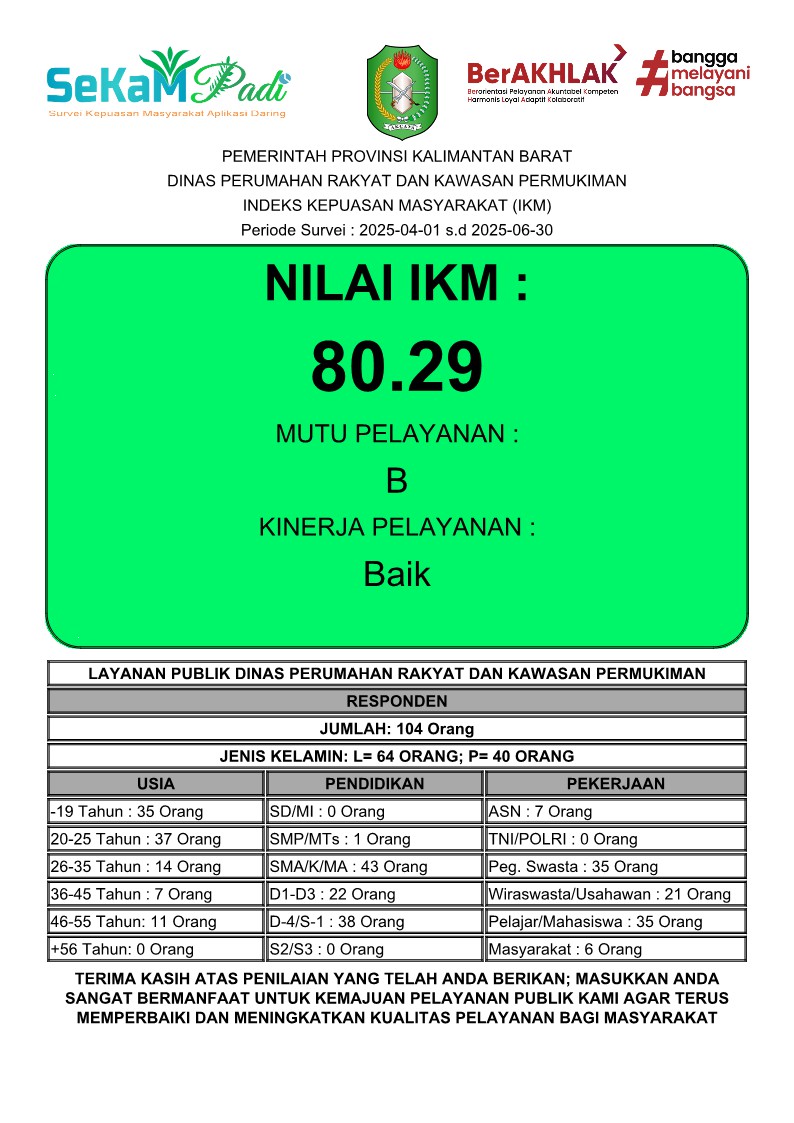 SeKaM Padi
Survei Kepuasan Masyarakat Aplikasi Daring
BerAKHLAK
Berorientasi Pelayanan Akuntabel Kompeten
Harmonis Loyal Adaptif Kolaboratif
# bangga
melayani
bangsa
AKÇAYA
PEMERINTAH PROVINSI KALIMANTAN BARAT
DINAS PERUMAHAN RAKYAT DAN KAWASAN PERMUKIMAN
INDEKS KEPUASAN MASYARAKAT (IKM)
Periode Survei : 2025-04-01 s.d 2025-06-30
NILAI IKM :
80.29
MUTU PELAYANAN :
B
KINERJA PELAYANAN :
Baik
LAYANAN PUBLIK DINAS PERUMAHAN RAKYAT DAN KAWASAN PERMUKIMAN
RESPONDEN
JUMLAH: 104 Orang
JENIS KELAMIN: L= 64 ORANG; P= 40 ORANG
USIA PENDIDIKAN PEKERJAAN
-19 Tahun : 35 Orang SD/MI : 0 Orang ASN : 7 Orang
20-25 Tahun : 37 Orang SMP/MTs : 1 Orang TNI/POLRI : 0 Orang
26-35 Tahun : 14 Orang SMA/K/MA : 43 Orang Peg. Swasta : 35 Orang
36-45 Tahun : 7 Orang D1-D3 : 22 Orang Wiraswasta/Usahawan : 21 Orang
46-55 Tahun: 11 Orang D-4/S-1 : 38 Orang Pelajar/Mahasiswa : 35 Orang
+56 Tahun: 0 Orang S2/S3 : 0 Orang Masyarakat : 6 Orang
TERIMA KASIH ATAS PENILAIAN YANG TELAH ANDA BERIKAN; MASUKKAN ANDA
SANGAT BERMANFAAT UNTUK KEMAJUAN PELAYANAN PUBLIK KAMI AGAR TERUS
MEMPERBAIKI DAN MENINGKATKAN KUALITAS PELAYANAN BAGI MASYARAKAT